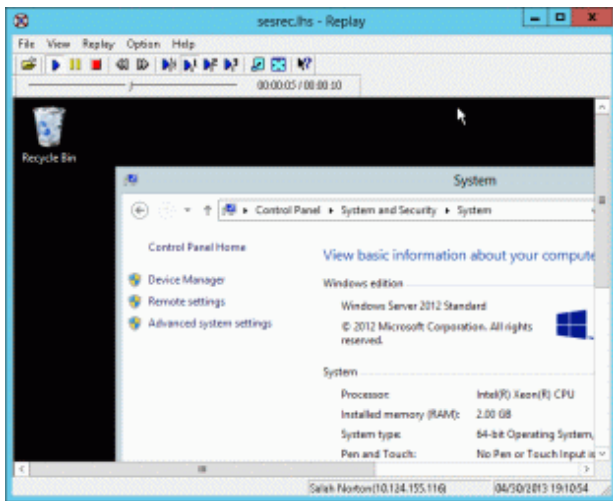 sesrec.lhs - Replay
File View Replay Option Help
00:00:05 / 00:00:10
Recycle Bin
System
Control Panel ▸ System and Security ▸ System
Control Panel Home
View basic information about your compute
Device Manager
Windows edition
Remote settings
Windows Server 2012 Standard
Advanced system settings
© 2012 Microsoft Corporation. All rights
reserved.
System
Processor: Intel(R) Xeon(R) CPU
Installed memory (RAM): 2.00 GB
System type: 64-bit Operating System,
Pen and Touch: No Pen or Touch Input is
Salah Norton(10.124.155.116) 04/30/2013 19:10:54